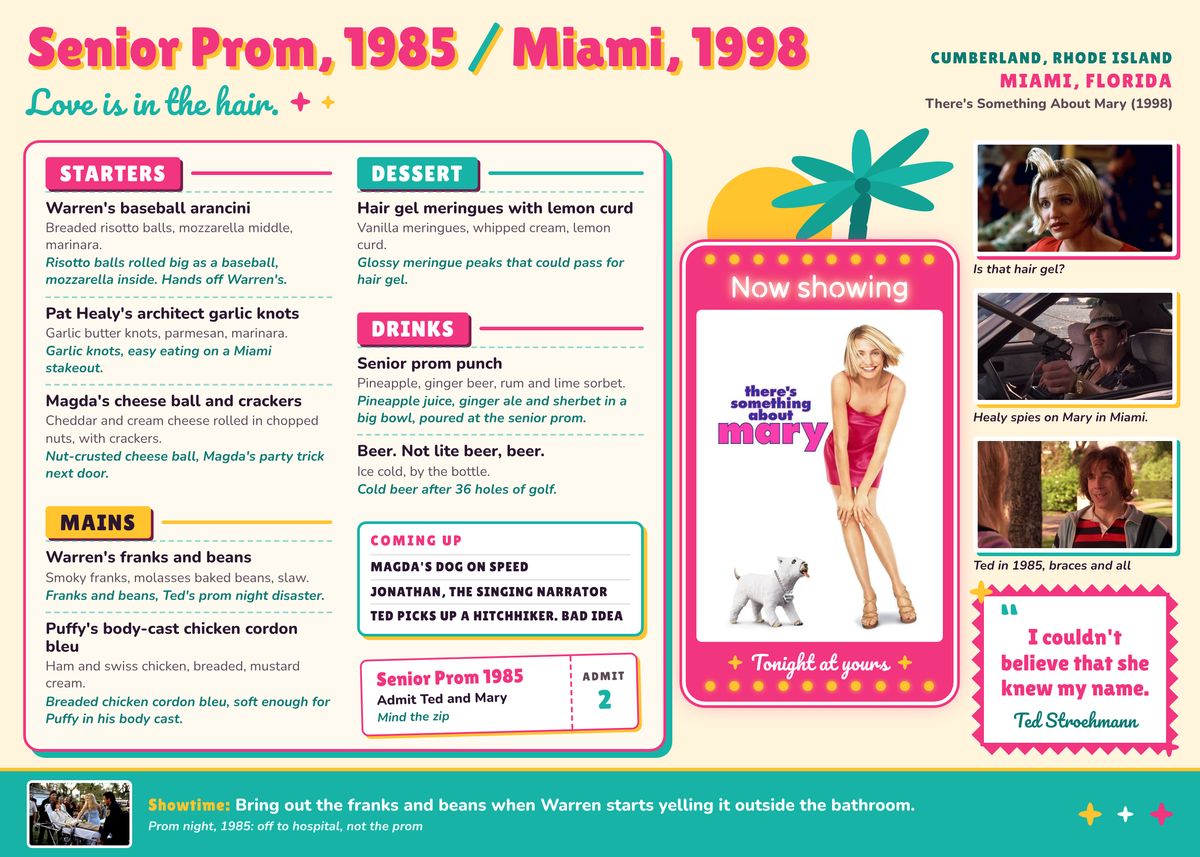 Senior Prom, 1985 / Miami, 1998
Love is in the hair.
CUMBERLAND, RHODE ISLAND
MIAMI, FLORIDA
There's Something About Mary (1998)
STARTERS
Warren's baseball arancini
Breaded risotto balls, mozzarella middle,
marinara.
Risotto balls rolled big as a baseball,
mozzarella inside. Hands off Warren's.
Pat Healy's architect garlic knots
Garlic butter knots, parmesan, marinara.
Garlic knots, easy eating on a Miami
stakeout.
Magda's cheese ball and crackers
Cheddar and cream cheese rolled in chopped
nuts, with crackers.
Nut-crusted cheese ball, Magda's party trick
next door.
MAINS
Warren's franks and beans
Smoky franks, molasses baked beans, slaw.
Franks and beans, Ted's prom night disaster.
Puffy's body-cast chicken cordon
bleu
Ham and swiss chicken, breaded, mustard
cream.
Breaded chicken cordon bleu, soft enough for
Puffy in his body cast.
DESSERT
Hair gel meringues with lemon curd
Vanilla meringues, whipped cream, lemon
curd.
Glossy meringue peaks that could pass for
hair gel.
DRINKS
Senior prom punch
Pineapple, ginger beer, rum and lime sorbet.
Pineapple juice, ginger ale and sherbet in a
big bowl, poured at the senior prom.
Beer. Not lite beer, beer.
Ice cold, by the bottle.
Cold beer after 36 holes of golf.
COMING UP
MAGDA'S DOG ON SPEED
JONATHAN, THE SINGING NARRATOR
TED PICKS UP A HITCHHIKER. BAD IDEA
Senior Prom 1985
Admit Ted and Mary
Mind the zip
ADMIT
2
Now showing
there's
something
about
mary
Tonight at yours
Is that hair gel?
Healy spies on Mary in Miami.
Ted in 1985, braces and all
"
I couldn't
believe that she
knew my name.
Ted Stroehmann
Showtime: Bring out the franks and beans when Warren starts yelling it outside the bathroom.
Prom night, 1985: off to hospital, not the prom